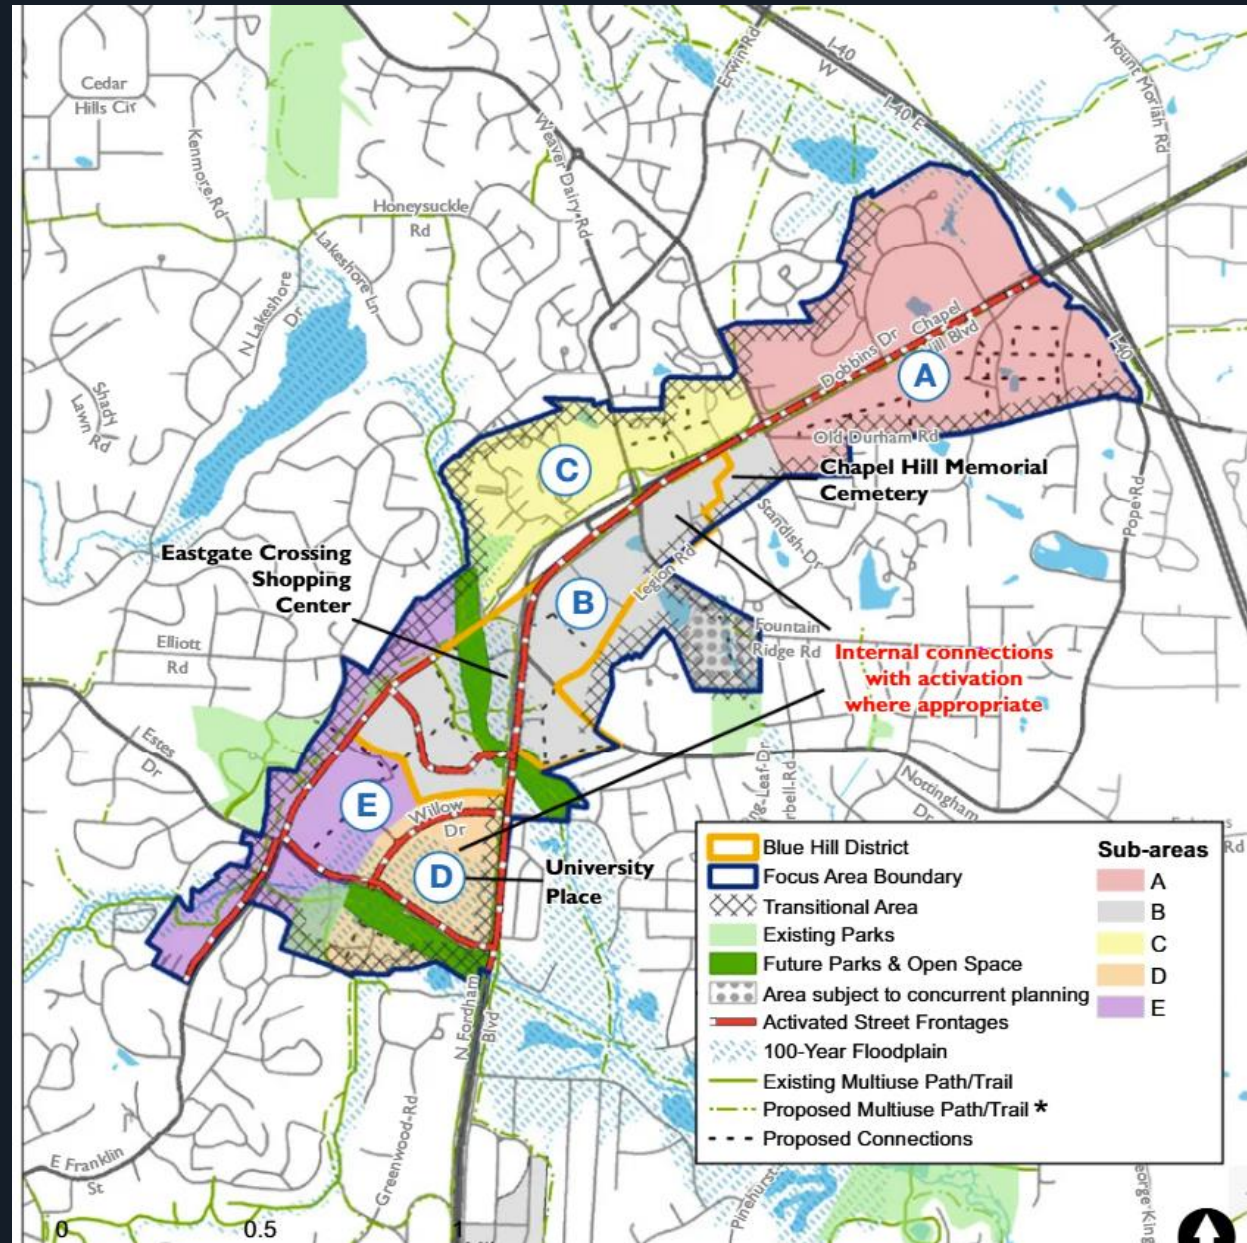 Cedar
Hills Cir
Kenmore Rd
Honeysuckle
Rd
Lakeshore Ln
N Lakeshore
Dr
Shady
Lawn Rd
Weaver Dairy Rd
Erwin Rd
I-40
W
I-40 E
Mount Moriah Rd
I-40
Dobbins Dr
Chapel
Hill Blvd
A
Old Durham Rd
Chapel Hill Memorial
Cemetery
C
Standish-Dr
Pope Rd
Eastgate Crossing
Shopping
Center
B
Legion Rd
Fountain
Ridge Rd
Internal connections
with activation
where appropriate
Elliott
Rd
Estes
Dr
E
Willow
Dr
D
University
Place
Nottingham
Dr
Rd
N Fordham
Blvd
Greenwood-Rd
E Franklin
St
Pinehurst
Blue Hill District
Focus Area Boundary
Transitional Area
Existing Parks
Future Parks & Open Space
Area subject to concurrent planning
Activated Street Frontages
100-Year Floodplain
Existing Multiuse Path/Trail
Proposed Multiuse Path/Trail *
Proposed Connections
Sub-areas
A
B
C
D
E
0
0.5
1